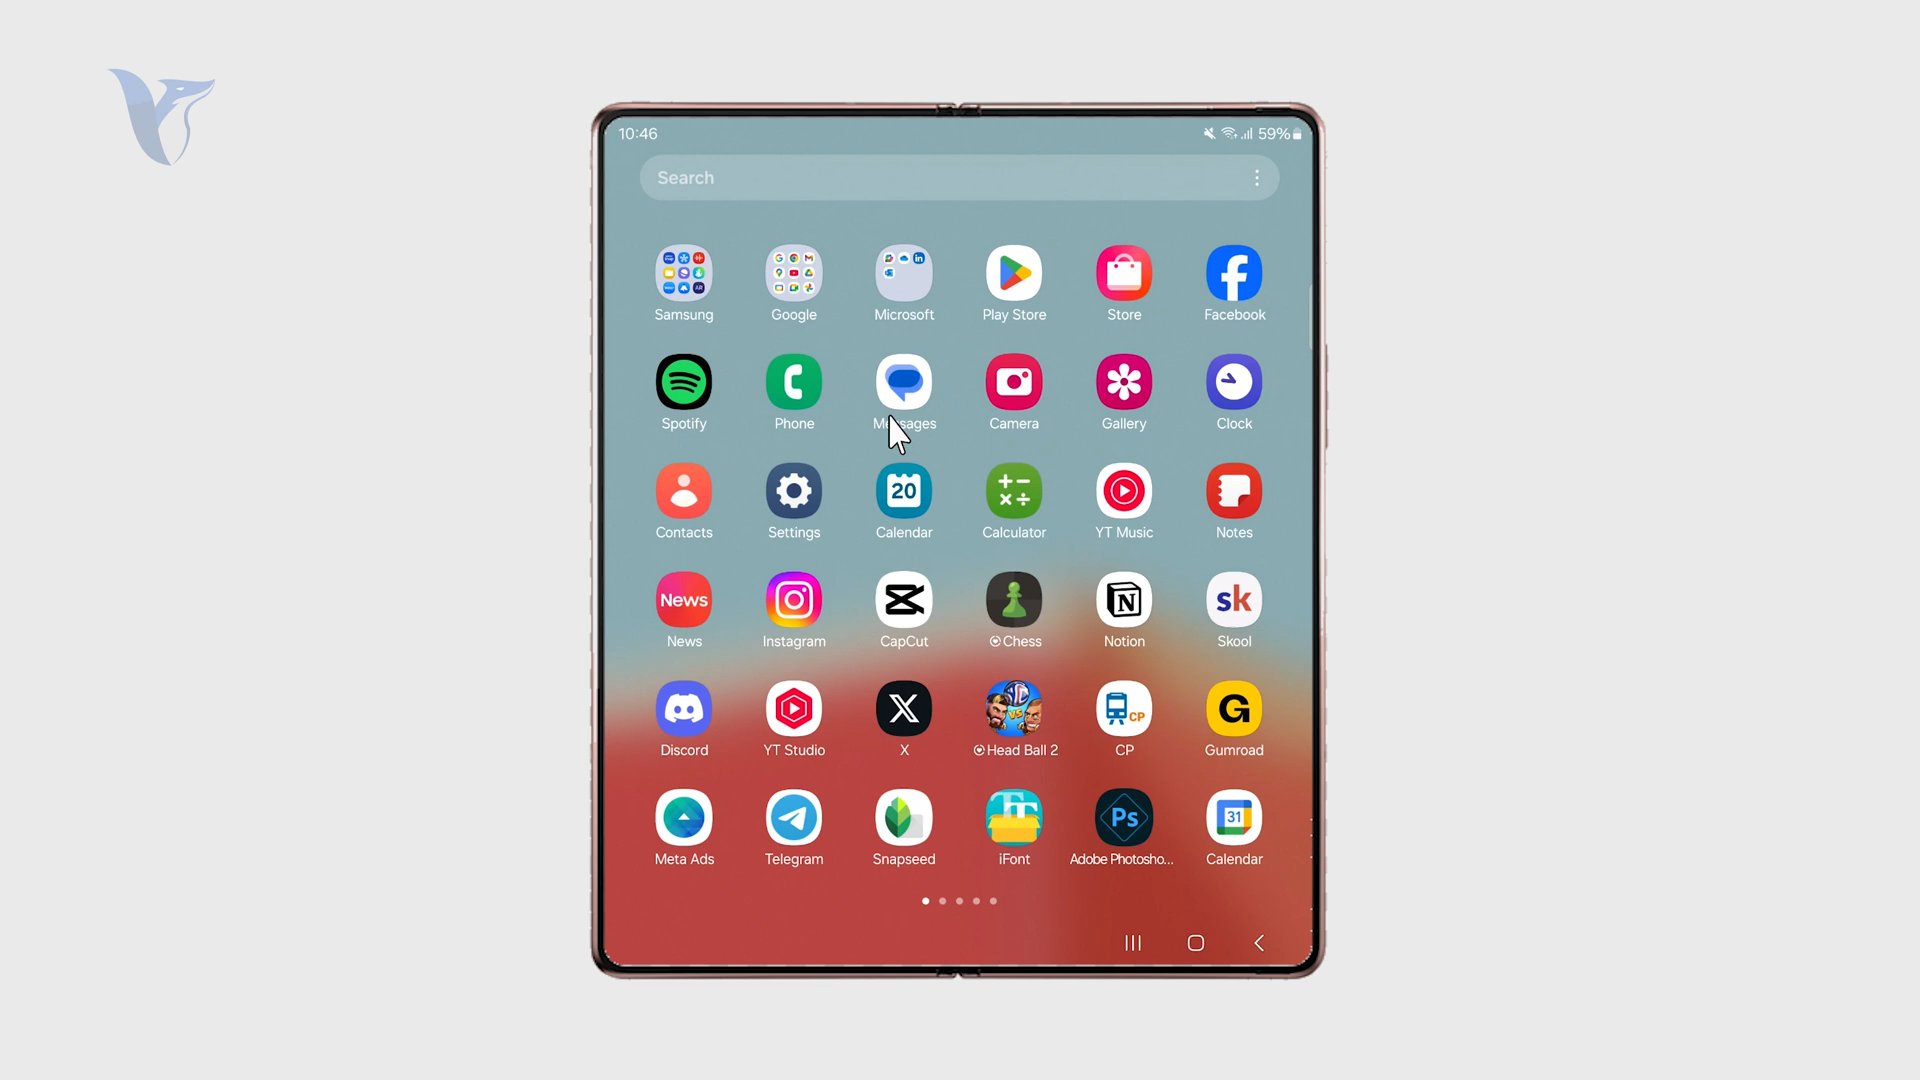 10:46 59%
Search
Samsung Google Microsoft Play Store Store Facebook
Spotify Phone Messages Camera Gallery Clock
20
Contacts Settings Calendar Calculator YT Music Notes
News N sk
News Instagram CapCut Chess Notion Skool
X VS CP G
Discord YT Studio X Head Ball 2 CP Gumroad
T Ps 31
Meta Ads Telegram Snapseed iFont Adobe Photosho... Calendar